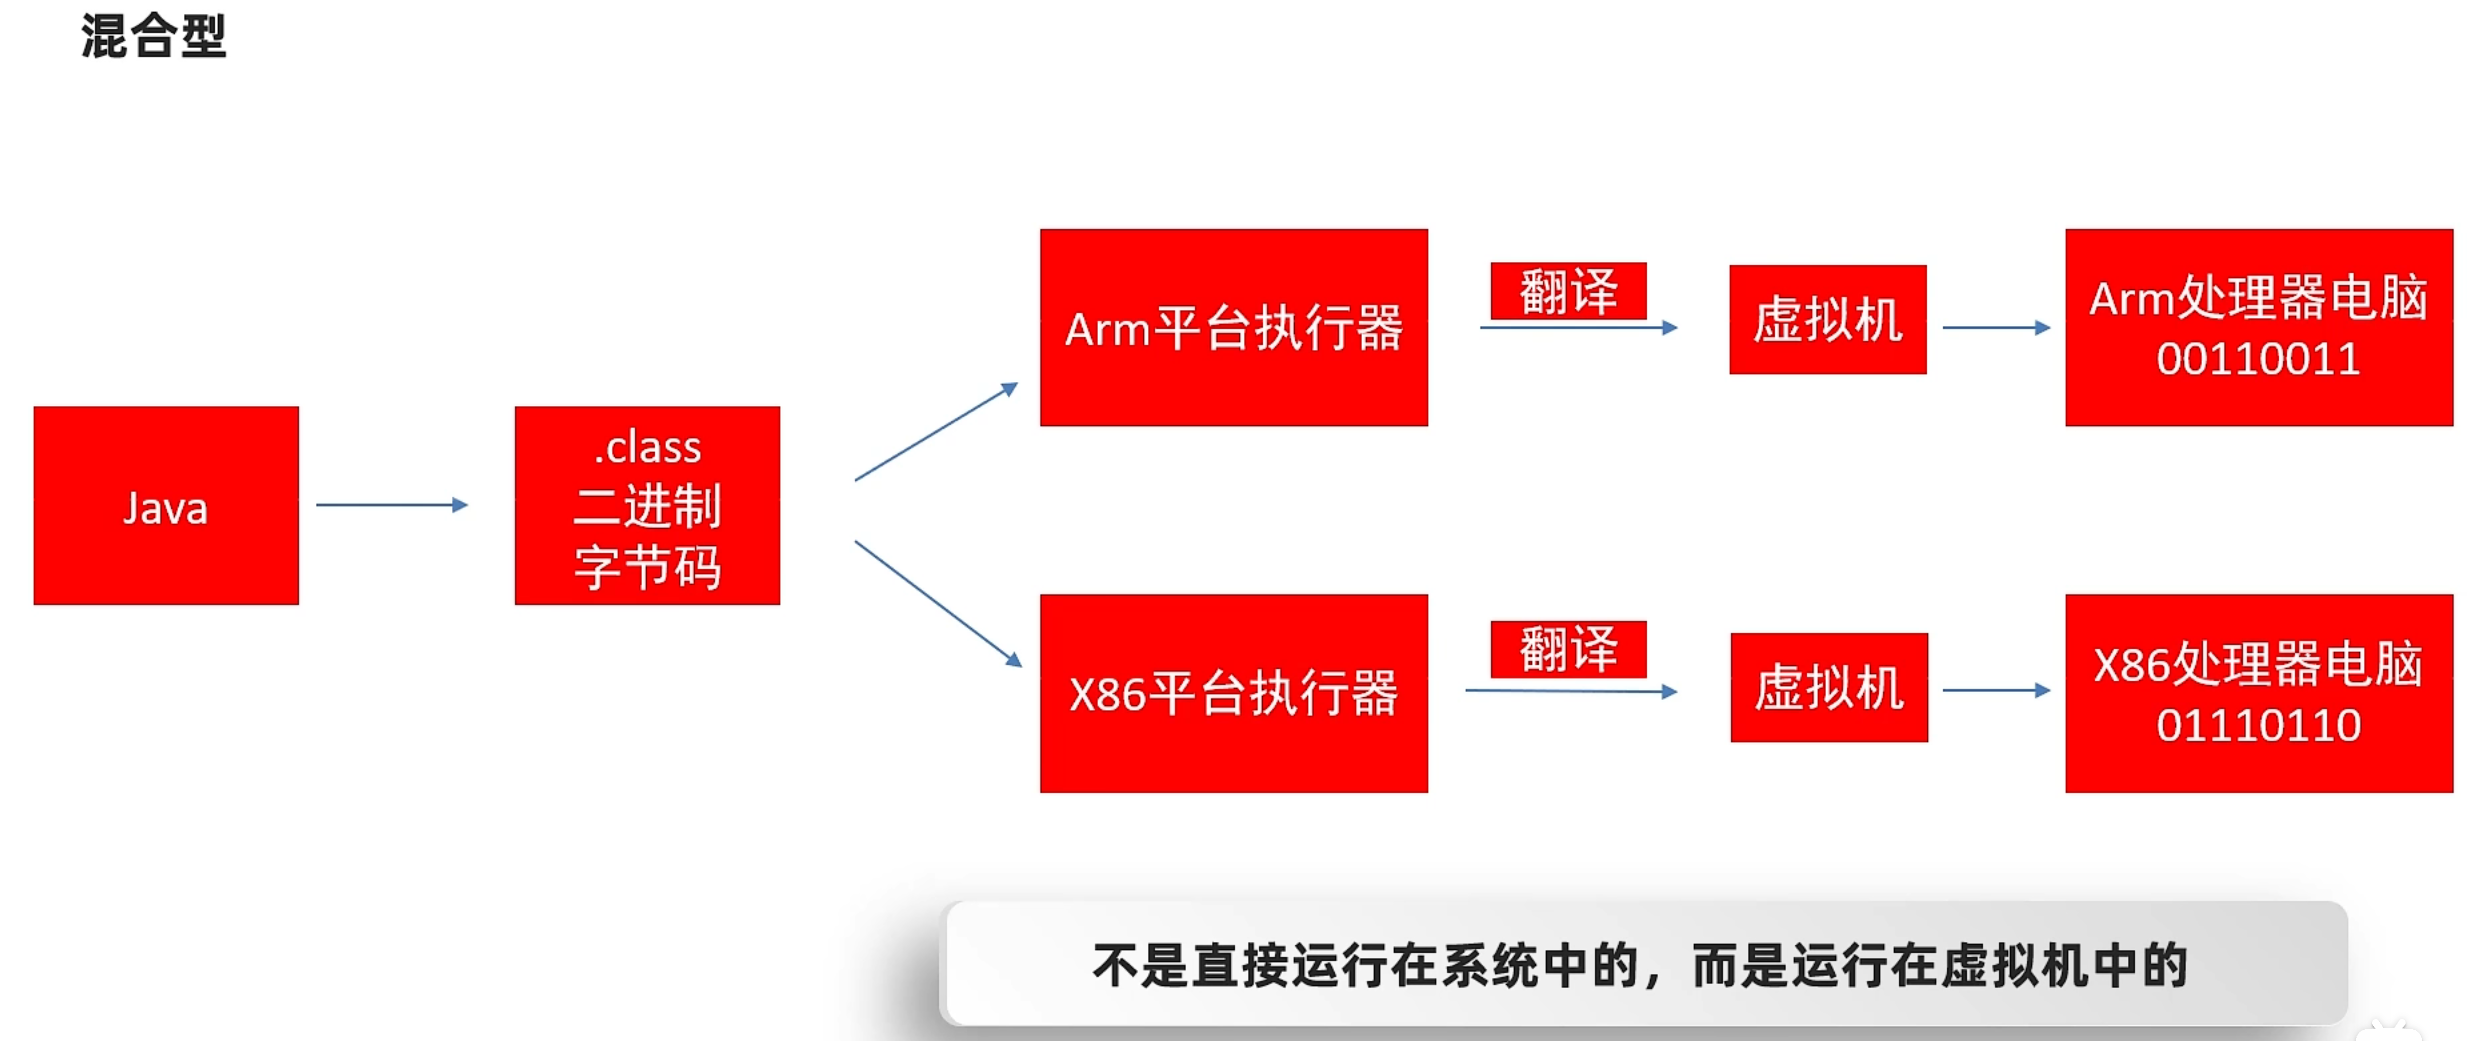 混合型
Java
.class
二进制
字节码
Arm平台执行器
翻译
虚拟机
Arm处理器电脑
00110011
X86平台执行器
翻译
虚拟机
X86处理器电脑
01110110
不是直接运行在系统中的，而是运行在虚拟机中的